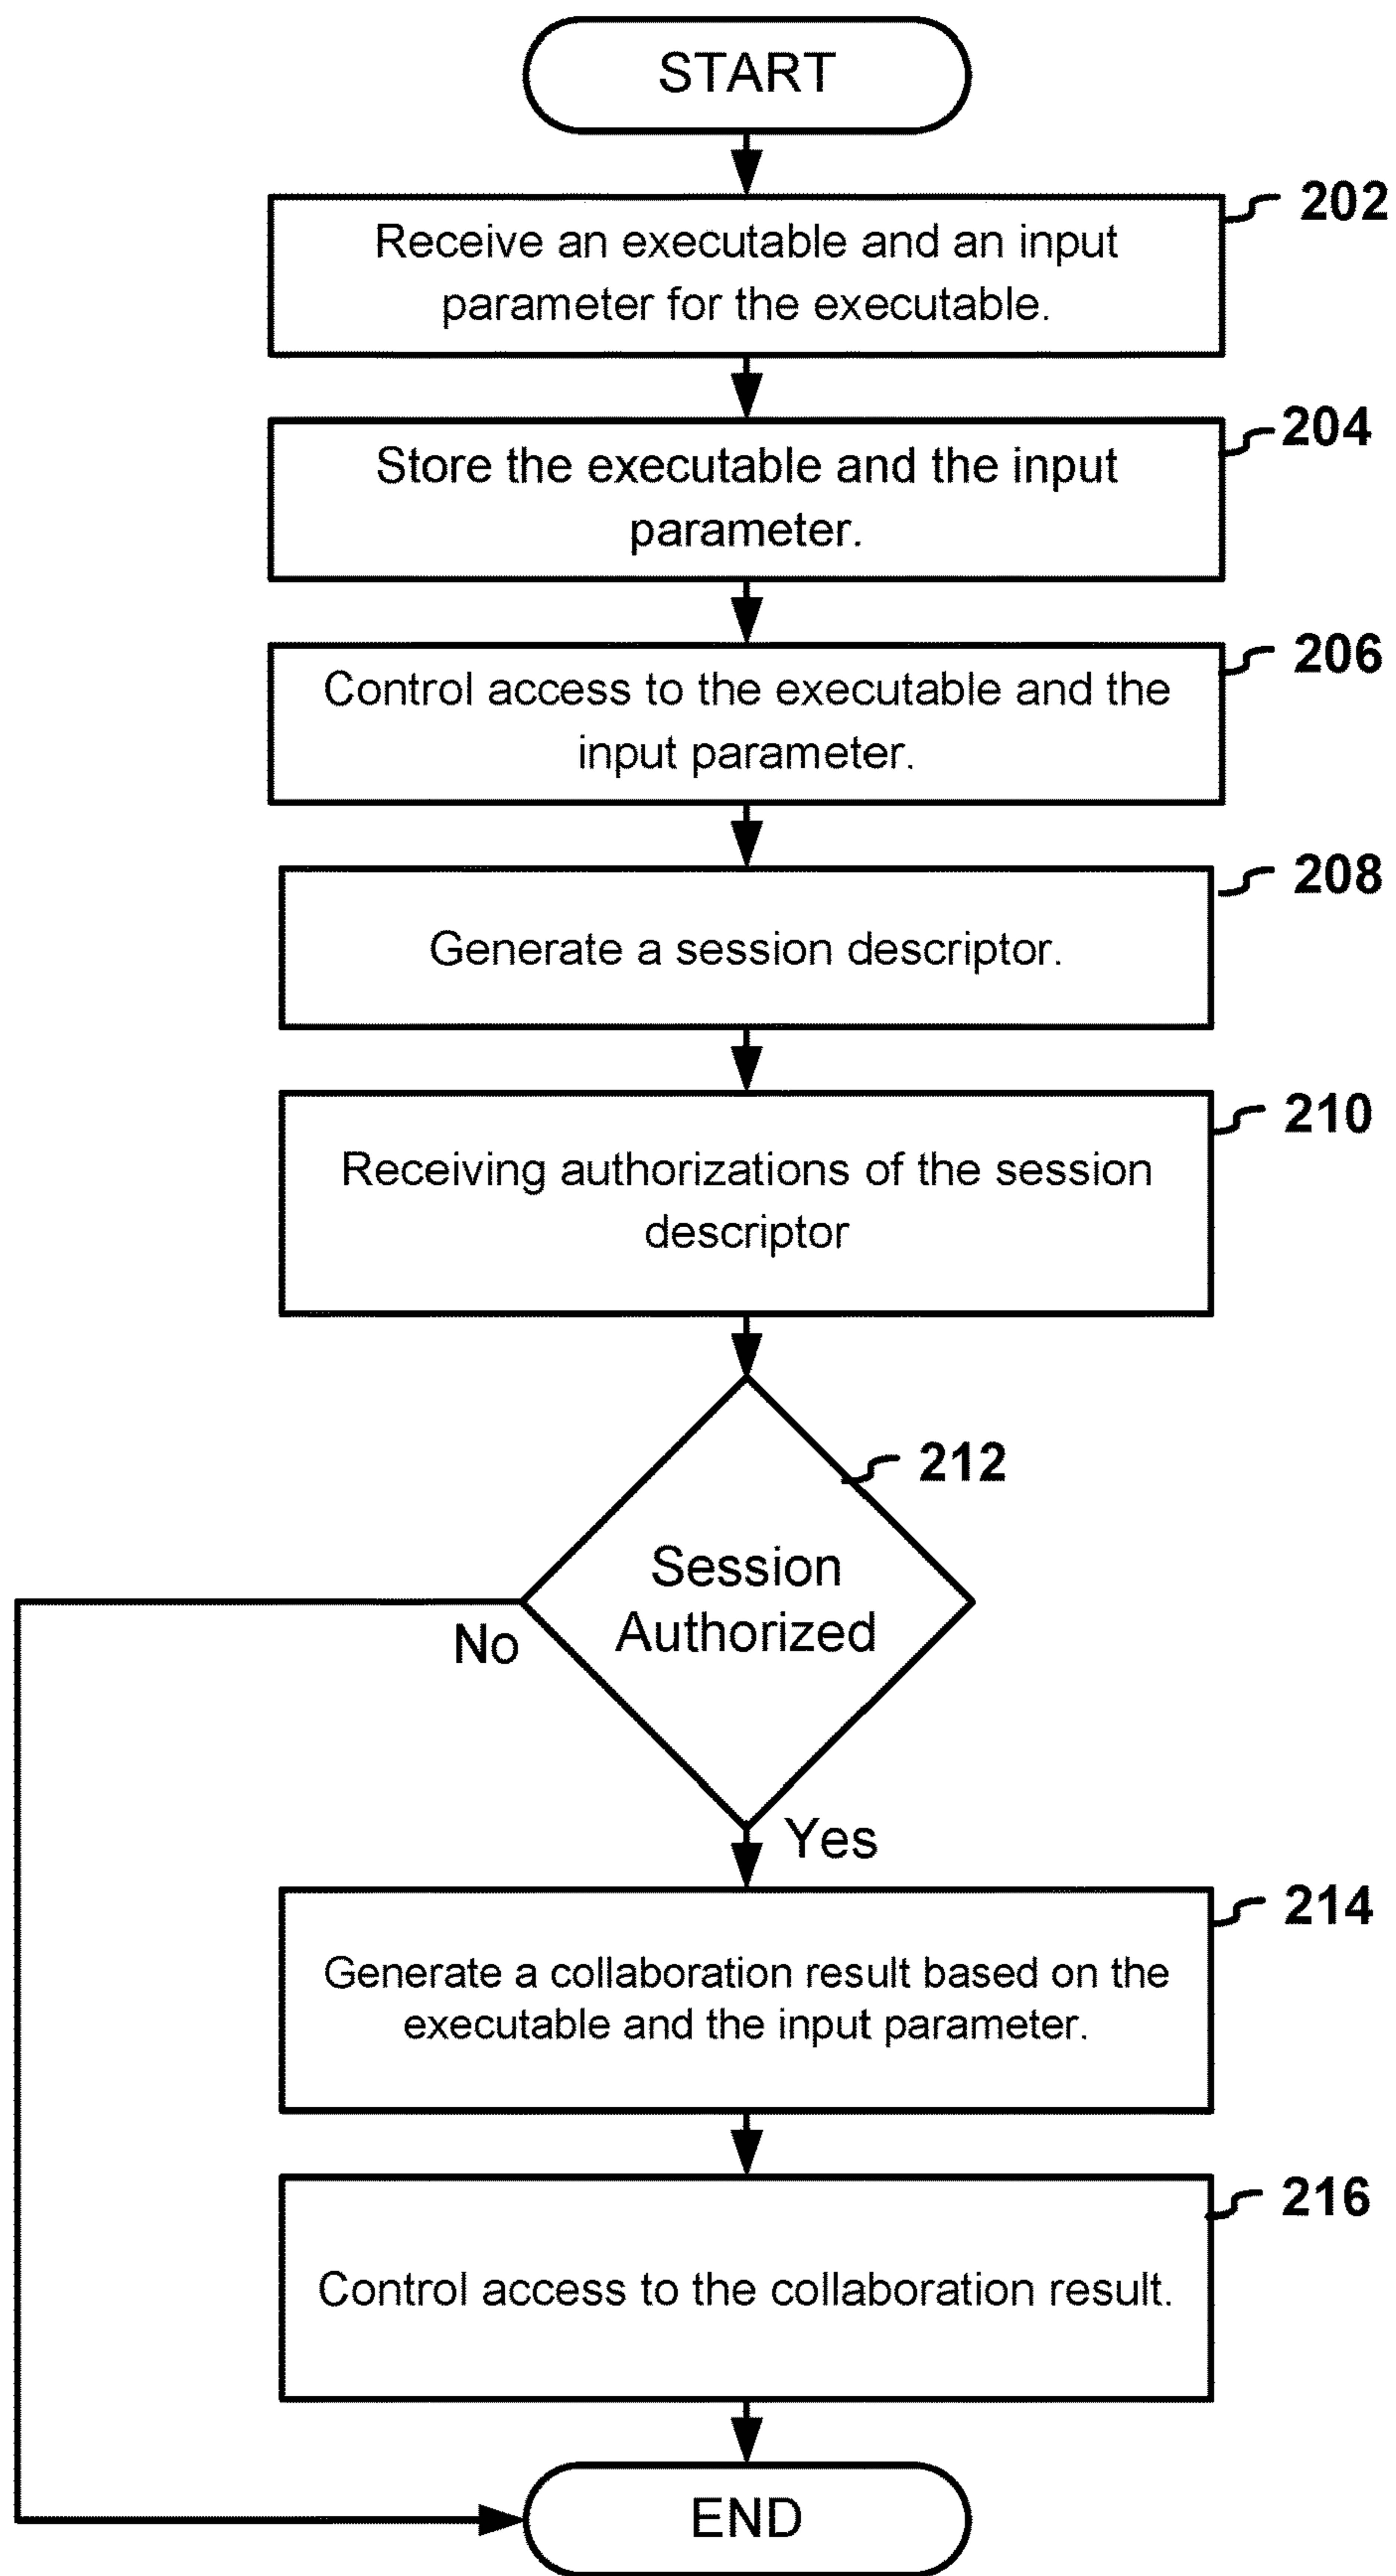 START
202
Receive an executable and an input
parameter for the executable.
204
Store the executable and the input
parameter.
206
Control access to the executable and the
input parameter.
208
Generate a session descriptor.
210
Receiving authorizations of the session
descriptor
212
Session
Authorized
No
Yes
214
Generate a collaboration result based on the
executable and the input parameter.
216
Control access to the collaboration result.
END